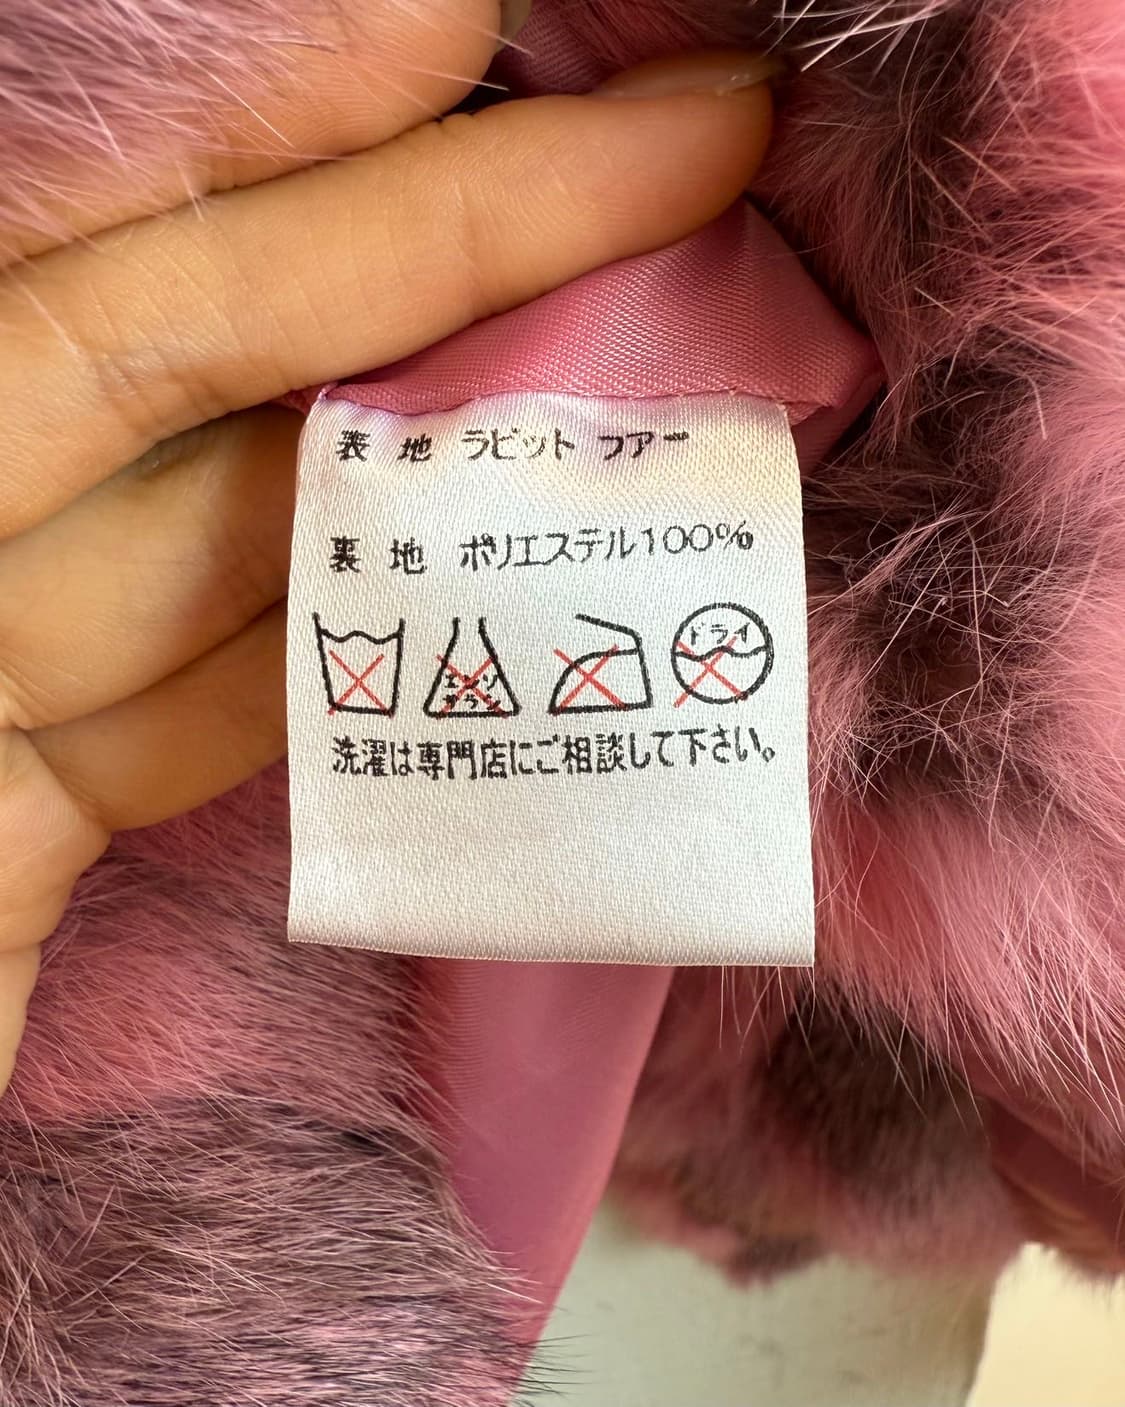 表 地 ラビット ファー
裏 地 ポリエステル100%
エンソ サラシ ドライ
洗濯は専門店にご相談して下さい。